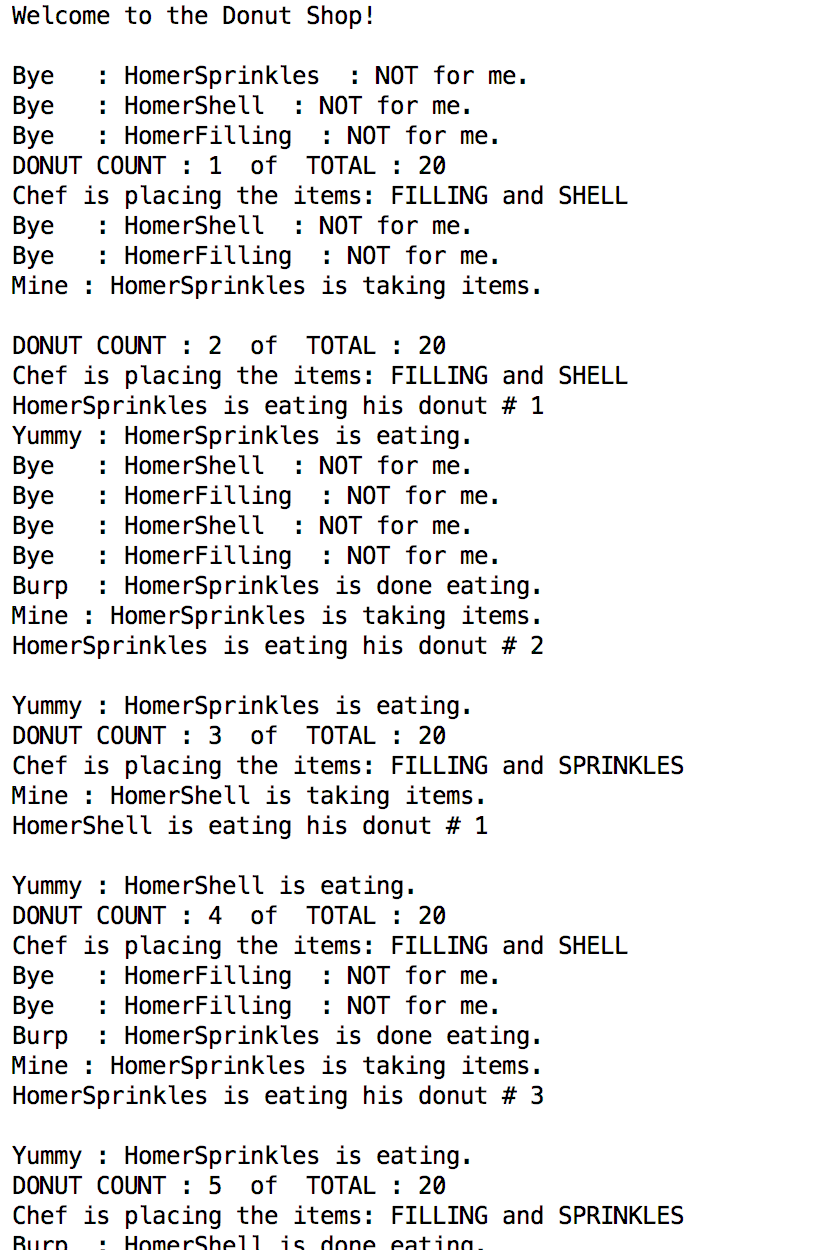 Welcome to the Donut Shop!
Bye   : HomerSprinkles  : NOT for me.
Bye   : HomerShell  : NOT for me.
Bye   : HomerFilling  : NOT for me.
DONUT COUNT : 1  of  TOTAL : 20
Chef is placing the items: FILLING and SHELL
Bye   : HomerShell  : NOT for me.
Bye   : HomerFilling  : NOT for me.
Mine : HomerSprinkles is taking items.
DONUT COUNT : 2  of  TOTAL : 20
Chef is placing the items: FILLING and SHELL
HomerSprinkles is eating his donut # 1
Yummy : HomerSprinkles is eating.
Bye   : HomerShell  : NOT for me.
Bye   : HomerFilling  : NOT for me.
Bye   : HomerShell  : NOT for me.
Bye   : HomerFilling  : NOT for me.
Burp  : HomerSprinkles is done eating.
Mine : HomerSprinkles is taking items.
HomerSprinkles is eating his donut # 2
Yummy : HomerSprinkles is eating.
DONUT COUNT : 3  of  TOTAL : 20
Chef is placing the items: FILLING and SPRINKLES
Mine : HomerShell is taking items.
HomerShell is eating his donut # 1
Yummy : HomerShell is eating.
DONUT COUNT : 4  of  TOTAL : 20
Chef is placing the items: FILLING and SHELL
Bye   : HomerFilling  : NOT for me.
Bye   : HomerFilling  : NOT for me.
Burp  : HomerSprinkles is done eating.
Mine : HomerSprinkles is taking items.
HomerSprinkles is eating his donut # 3
Yummy : HomerSprinkles is eating.
DONUT COUNT : 5  of  TOTAL : 20
Chef is placing the items: FILLING and SPRINKLES
Burp  : HomerShell is done eating.